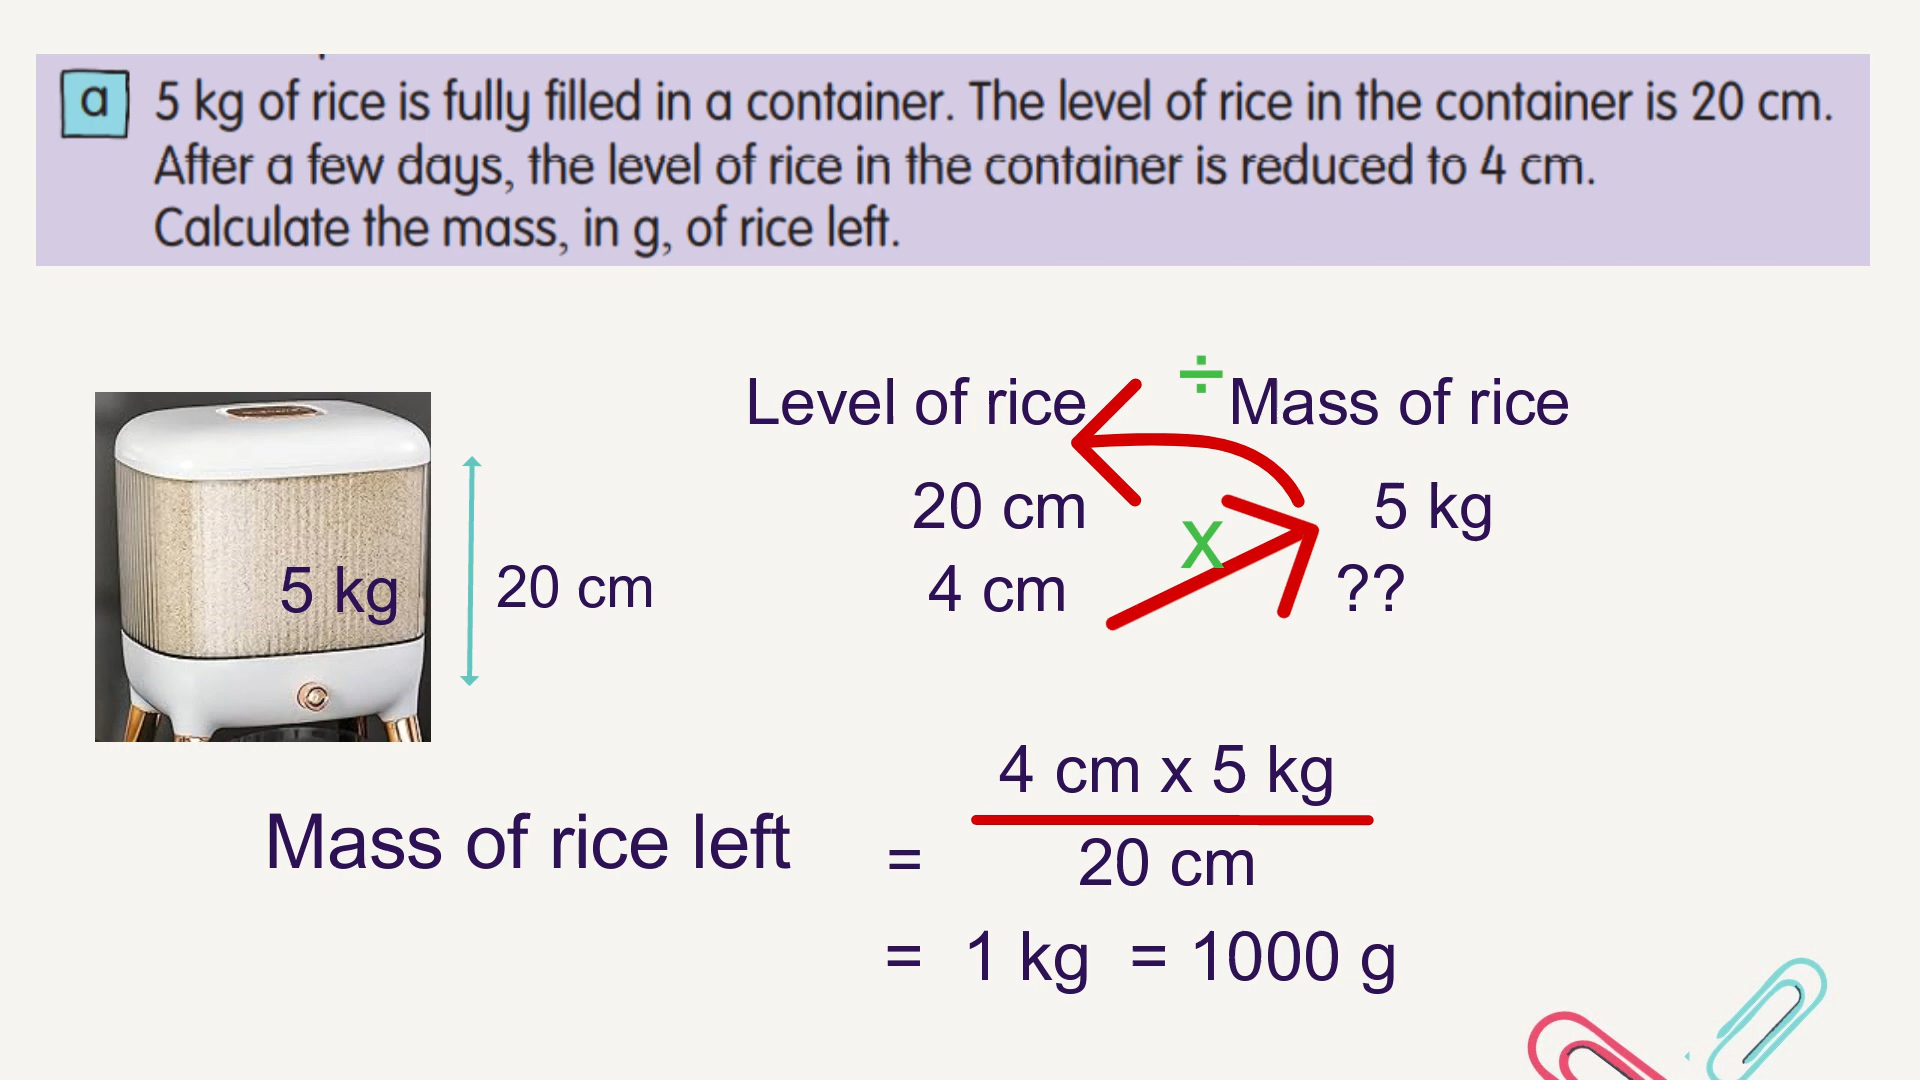 a 5 kg of rice is fully filled in a container. The level of rice in the container is 20 cm.
After a few days, the level of rice in the container is reduced to 4 cm.
Calculate the mass, in g, of rice left.
Level of rice ÷ Mass of rice
20 cm 5 kg
x
4 cm ??
5 kg 20 cm
4 cm x 5 kg
Mass of rice left = 20 cm
= 1 kg = 1000 g